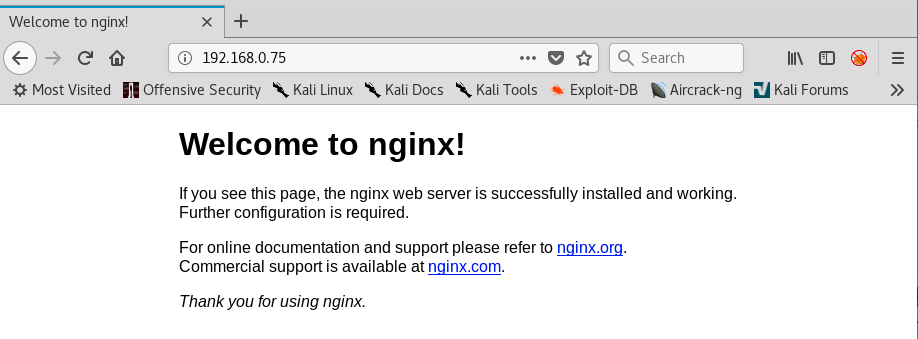 Welcome to nginx!
192.168.0.75
Search
Most Visited Offensive Security Kali Linux Kali Docs Kali Tools Exploit-DB Aircrack-ng Kali Forums
Welcome to nginx!
If you see this page, the nginx web server is successfully installed and working.
Further configuration is required.
For online documentation and support please refer to nginx.org.
Commercial support is available at nginx.com.
Thank you for using nginx.